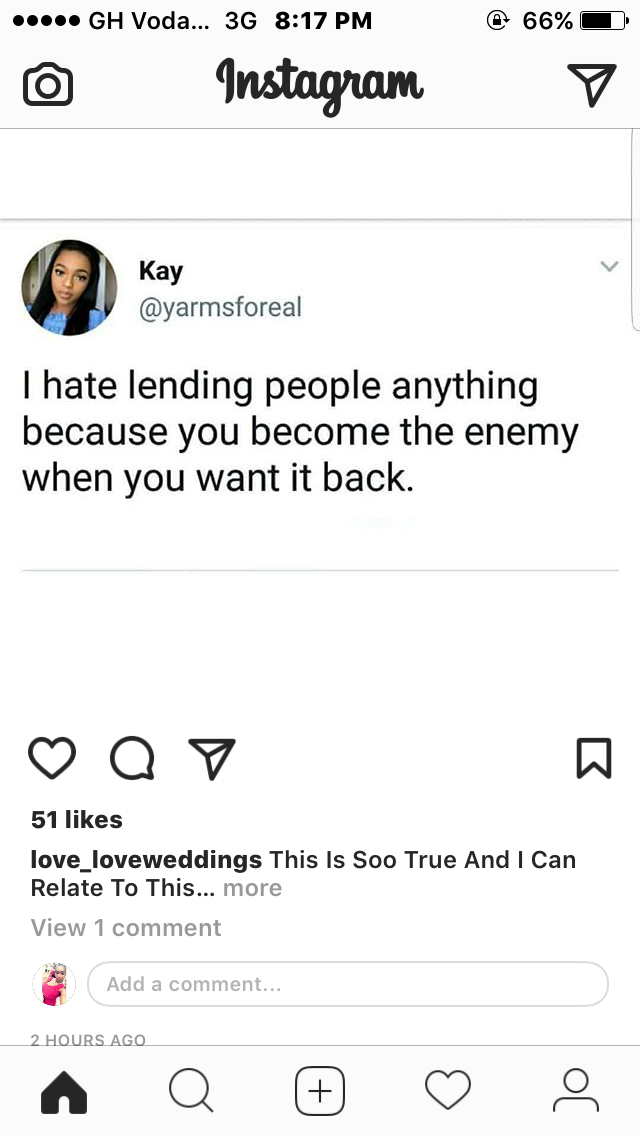 GH Voda... 3G 8:17 PM 66%
Instagram
Kay
@yarmsforeal
I hate lending people anything
because you become the enemy
when you want it back.
51 likes
love_loveweddings This Is Soo True And I Can
Relate To This... more
View 1 comment
Add a comment...
2 HOURS AGO